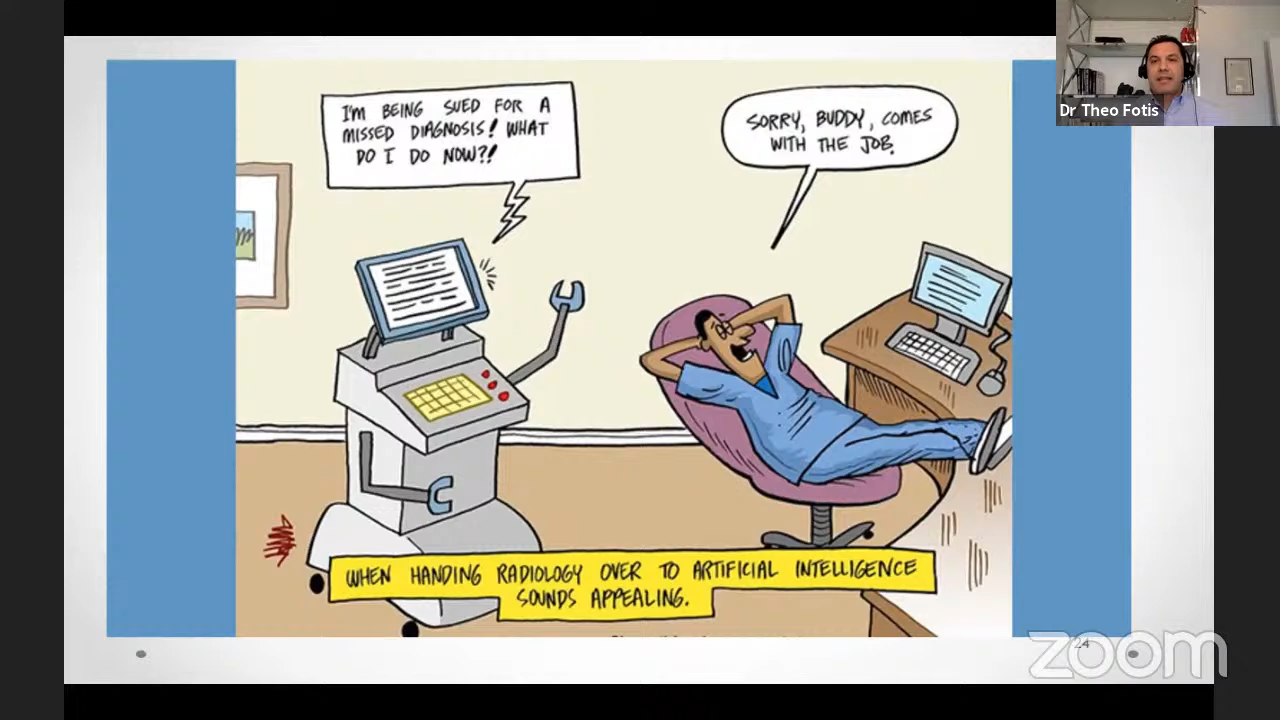 I'M BEING SUED FOR A
MISSED DIAGNOSIS! WHAT
DO I DO NOW?!
SORRY, BUDDY, COMES
WITH THE JOB.
Dr Theo Fotis
WHEN HANDING RADIOLOGY OVER TO ARTIFICIAL INTELLIGENCE
SOUNDS APPEALING.
24
zoom